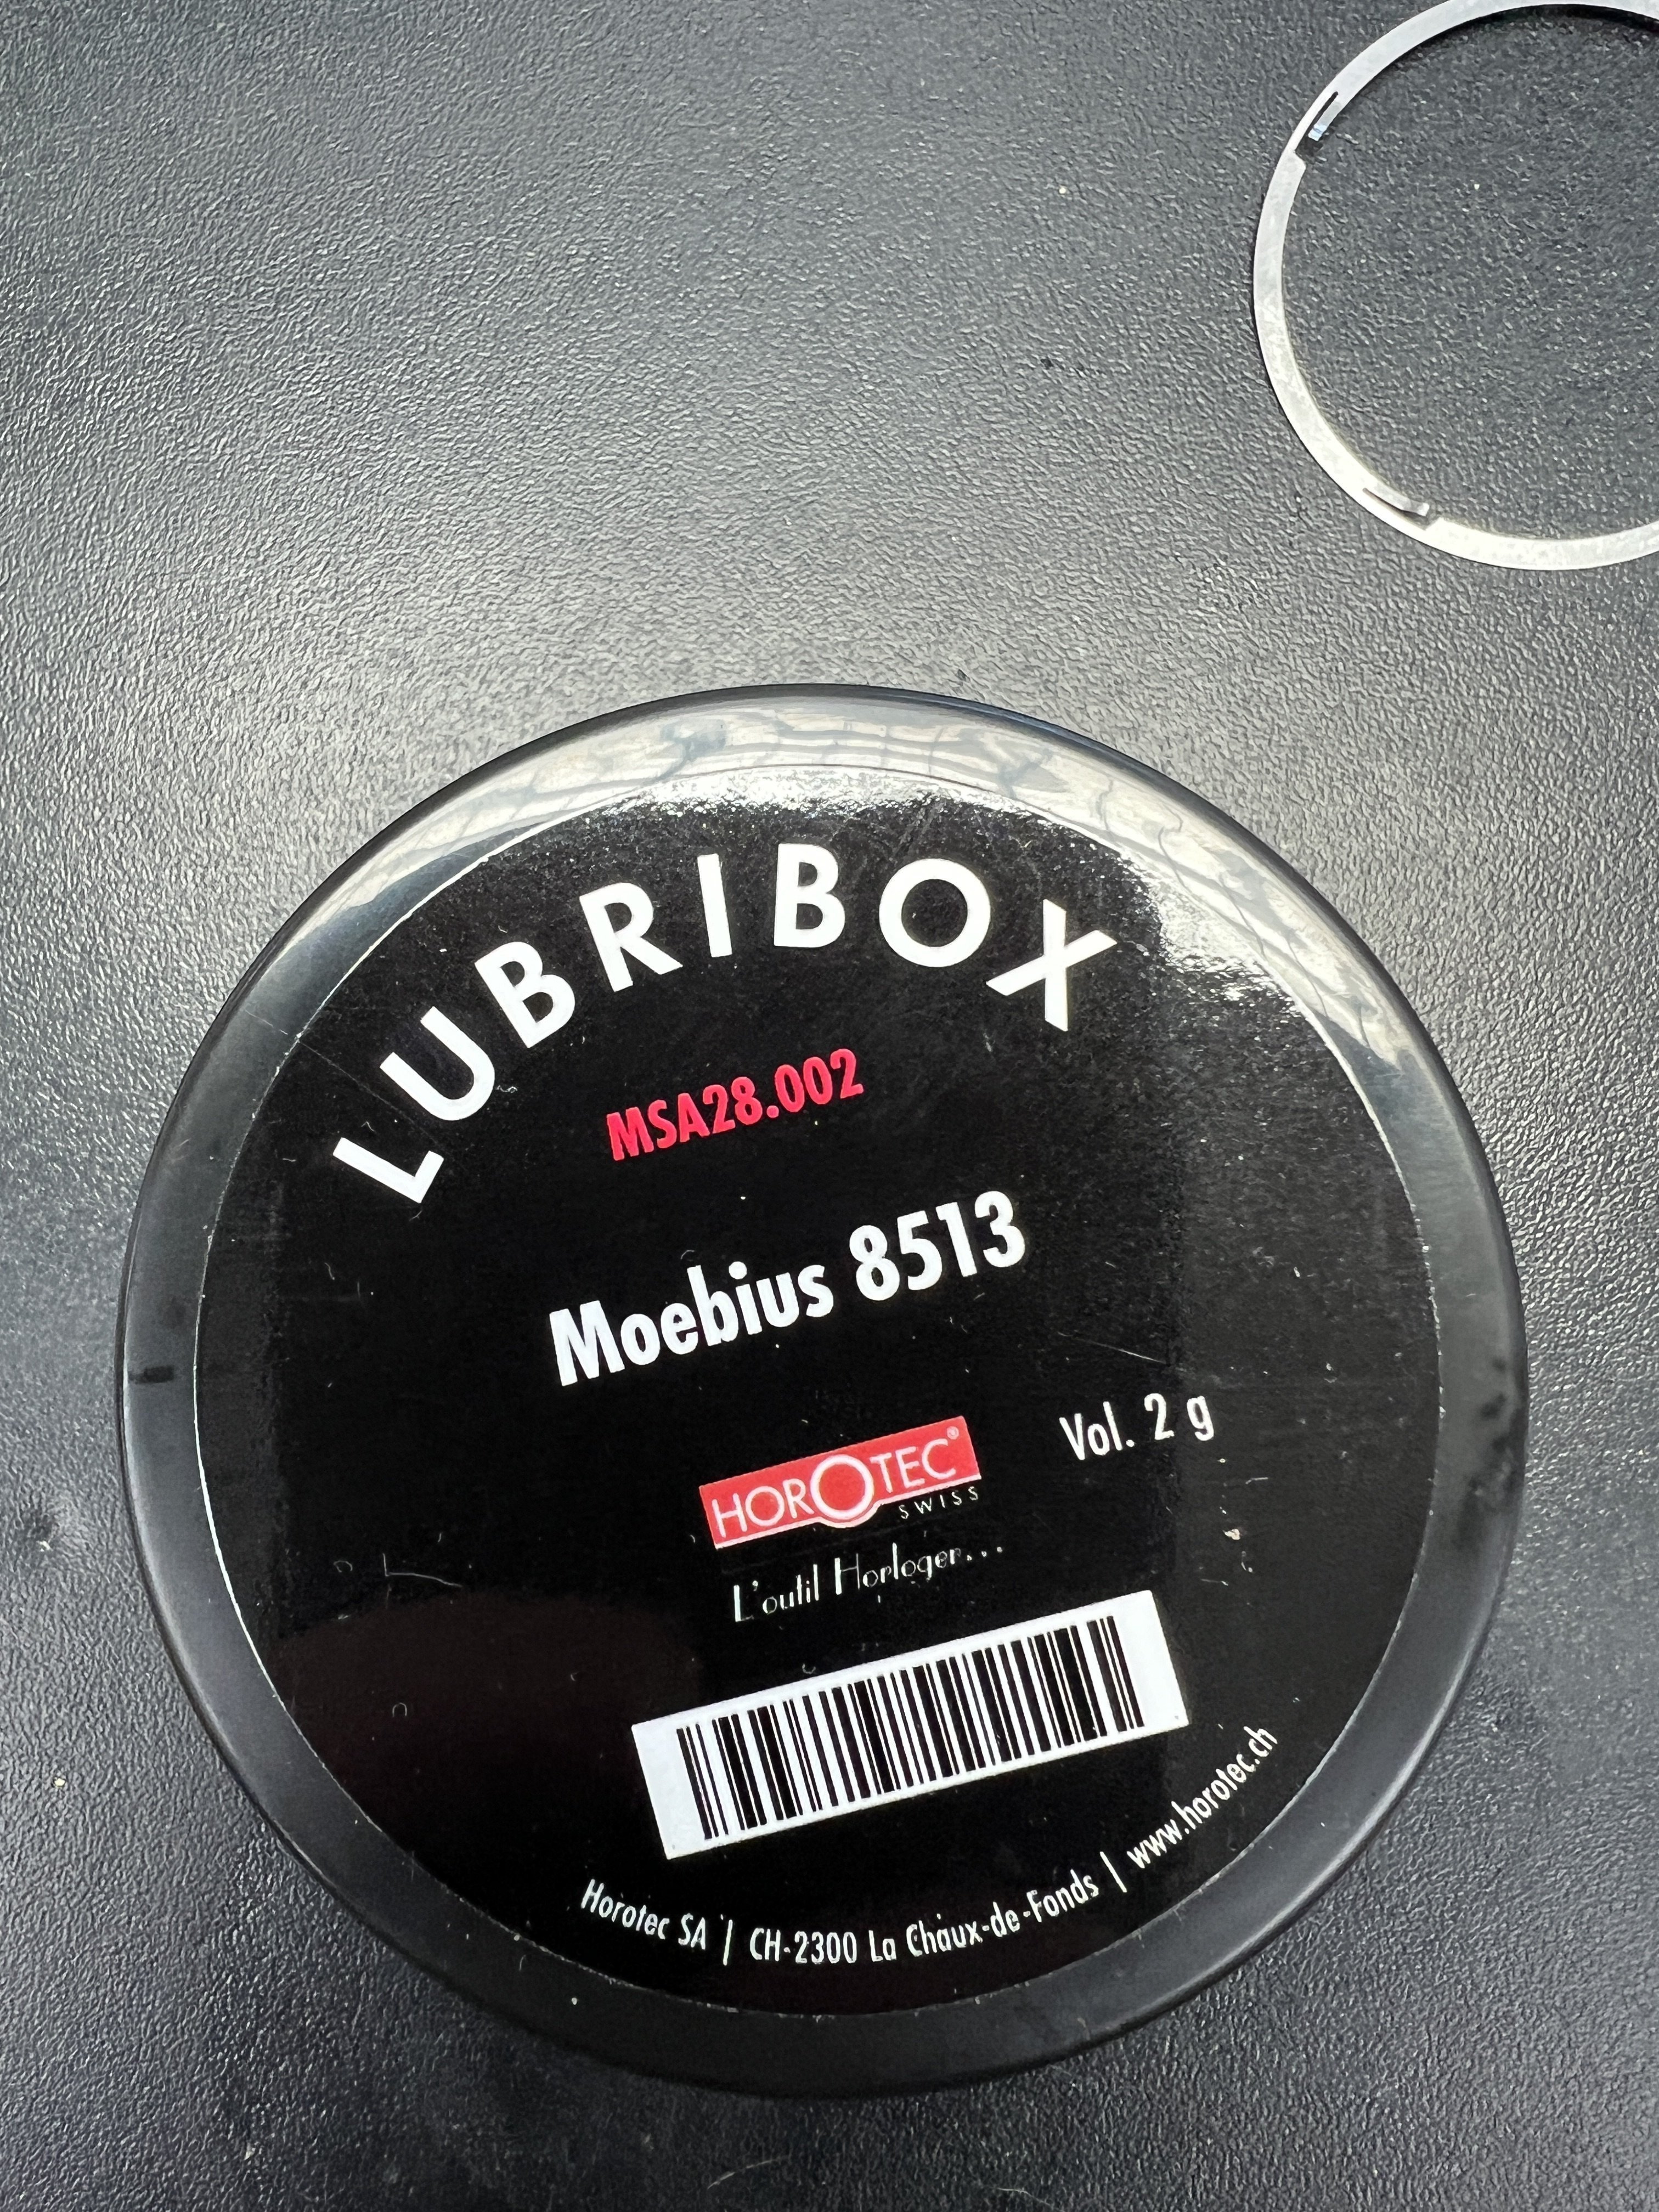 LUBRIBOX
MSA28.002
Moebius 8513
Vol. 2 g
HOROTEC®
SWISS
L'outil Horloger...
Horotec SA | CH-2300 La Chaux-de-Fonds | www.horotec.ch